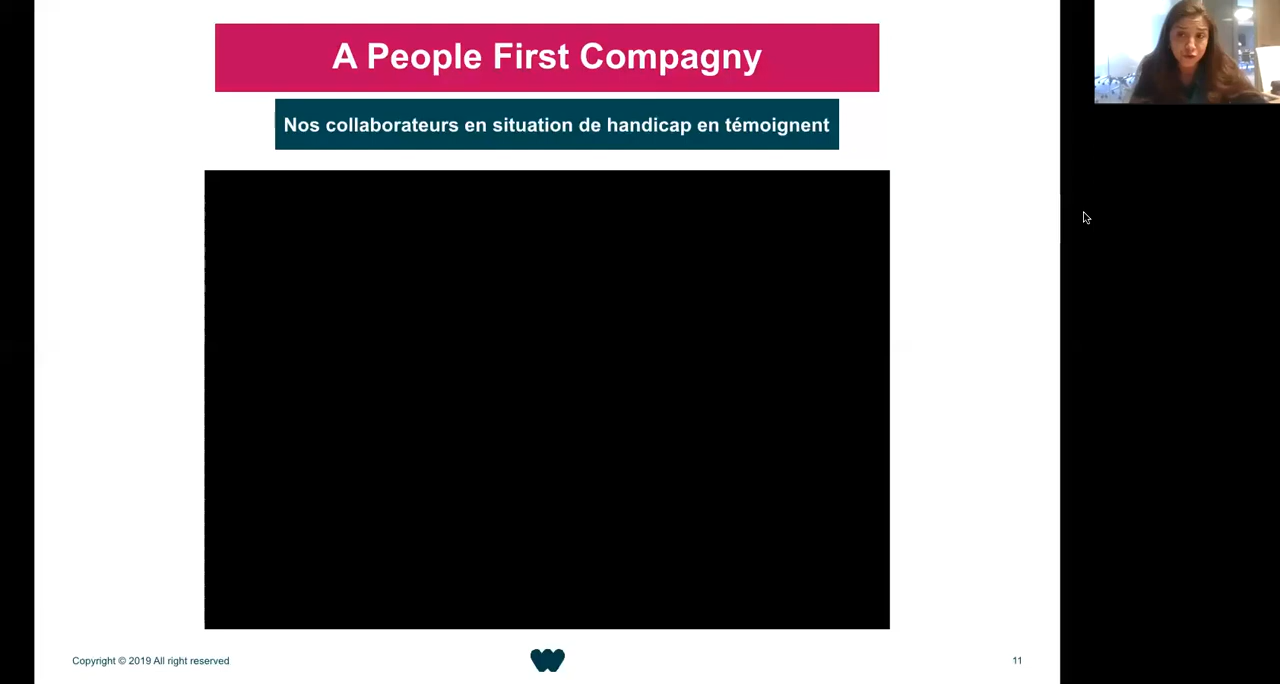 A People First Compagny
Nos collaborateurs en situation de handicap en témoignent
Copyright © 2019 All right reserved
11